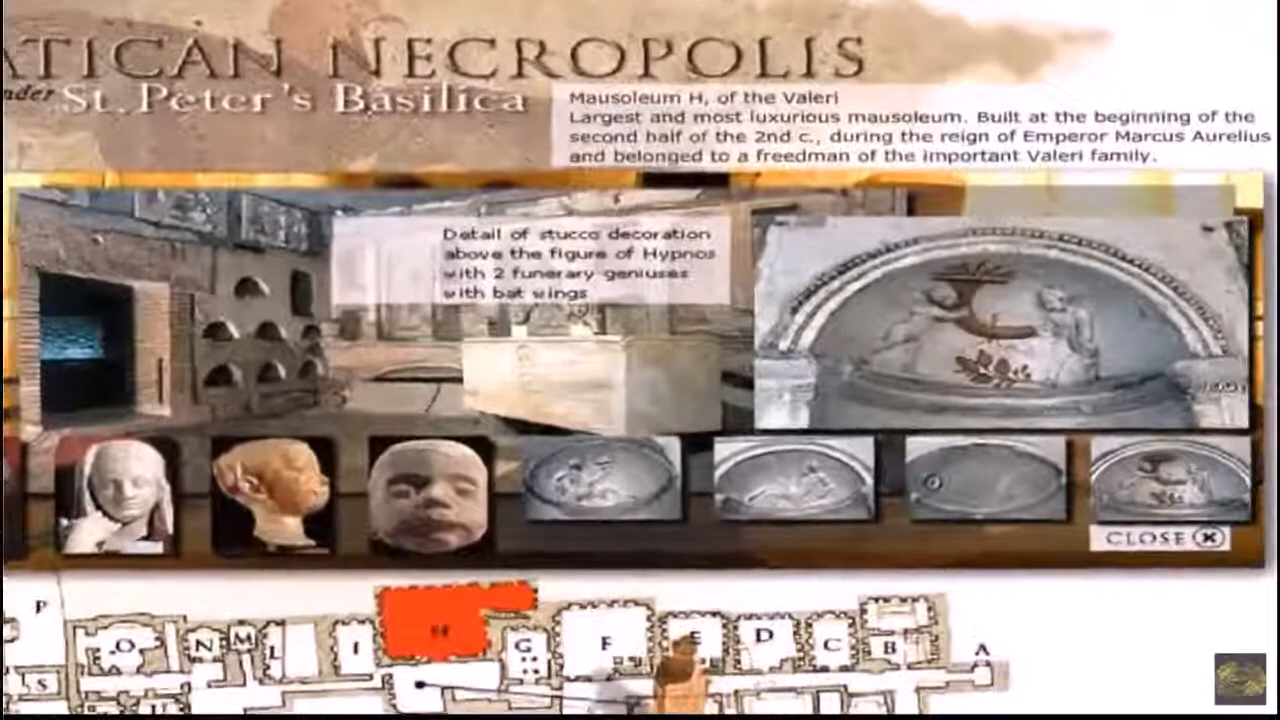 ATICAN NECROPOLIS
nder St. Peter's Basilica
Mausoleum H, of the Valeri
Largest and most luxurious mausoleum. Built at the beginning of the
second half of the 2nd c., during the reign of Emperor Marcus Aurelius
and belonged to a freedman of the important Valeri family.
Detail of stucco decoration
above the figure of Hypnos
with 2 funerary geniuses
with bat wings
CLOSE
P
O N M L I H G F E D C B A
S